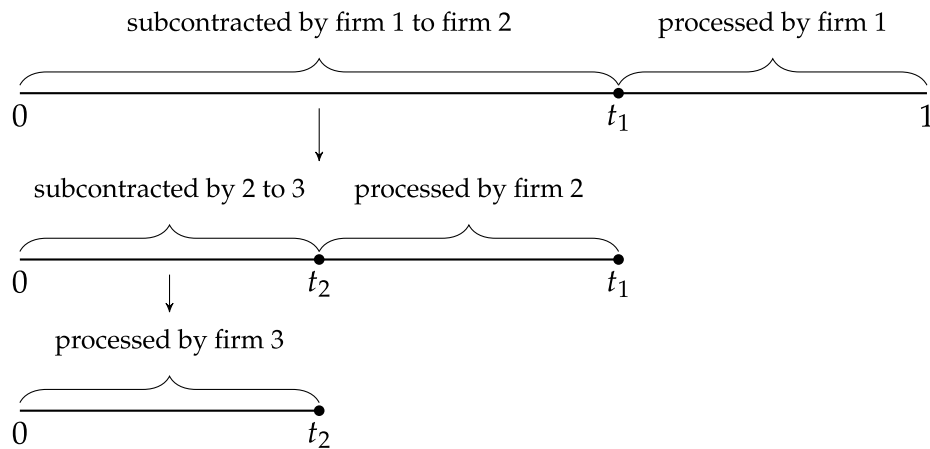 subcontracted by firm 1 to firm 2 processed by firm 1
0 t₁ 1
subcontracted by 2 to 3 processed by firm 2
0 t₂ t₁
processed by firm 3
0 t₂